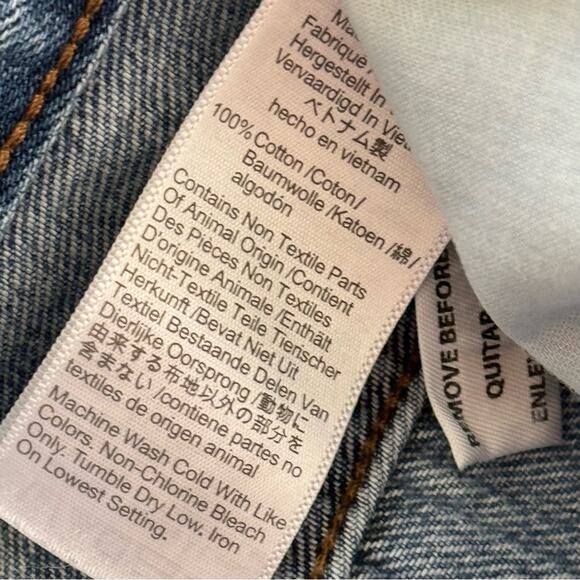 Fabrique
Hergestellt In
Vervaardigd In
ベトナム製
hecho en vietnam
100% Cotton /Coton/
Baumwolle /Katoen /綿/
algodón
Contains Non Textile Parts
Of Animal Origin /Contient
Des Pièces Non Textiles
D'origine Animale /Enthält
Nicht-Textile Teile Tierischer
Herkunft /Bevat Niet Uit
Textiel Bestaande Delen Van
Dierlijke Oorsprong /動物に
由来する布地以外の部分を
含まない /contiene partes no
textiles de origen animal
Machine Wash Cold With Like
Colors. Non-Chlorine Bleach
Only. Tumble Dry Low. Iron
On Lowest Setting.
REMOVE BEFORE
QUITAR
ENLE